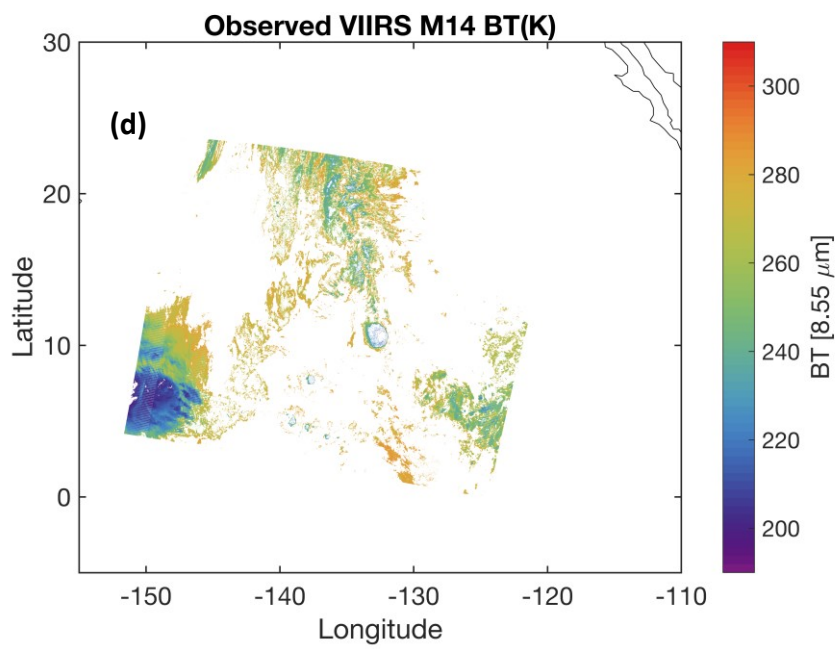 Observed VIIRS M14 BT(K)
(d)
30
20
10
0
Latitude
-150 -140 -130 -120 -110
Longitude
300
280
260
240
220
200
BT [8.55 μm]